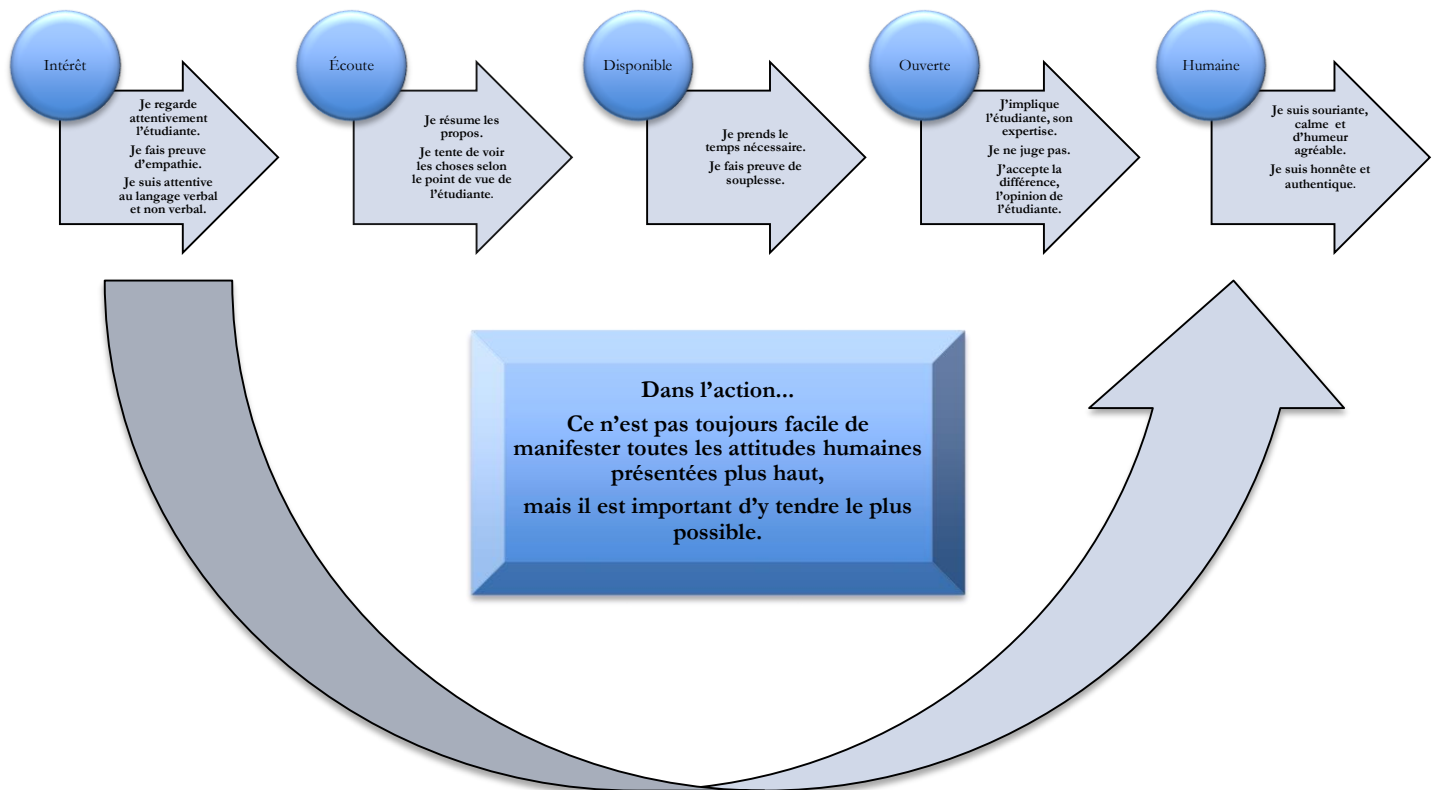 Intérêt
Je regarde
attentivement
l'étudiante.
Je fais preuve
d'empathie.
Je suis attentive
au langage verbal
et non verbal.
Écoute
Je résume les
propos.
Je tente de voir
les choses selon
le point de vue de
l'étudiante.
Disponible
Je prends le
temps nécessaire.
Je fais preuve de
souplesse.
Ouverte
J'implique
l'étudiante, son
expertise.
Je ne juge pas.
J'accepte la
différence,
l'opinion de
l'étudiante.
Humaine
Je suis souriante,
calme et
d'humeur
agréable.
Je suis honnête et
authentique.
Dans l'action...
Ce n'est pas toujours facile de
manifester toutes les attitudes humaines
présentées plus haut,
mais il est important d'y tendre le plus
possible.